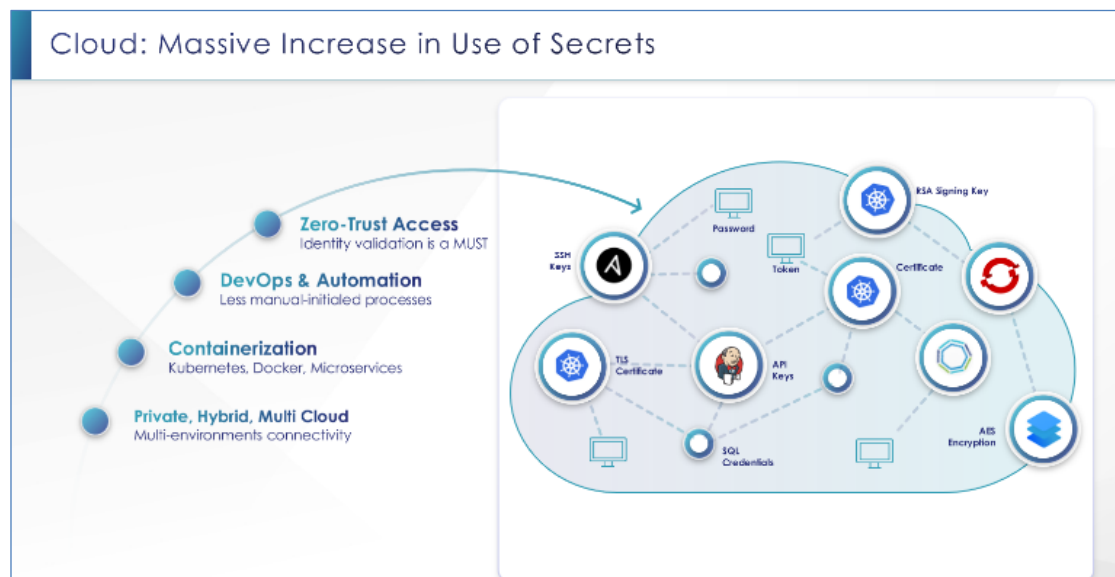 Cloud: Massive Increase in Use of Secrets
Zero-Trust Access
Identity validation is a MUST
DevOps & Automation
Less manual-initialed processes
Containerization
Kubernetes, Docker, Microservices
Private, Hybrid, Multi Cloud
Multi-environments connectivity
RSA Signing Key
Password
SSH
Keys
Token
Certificate
TLS
Certificate
API
Keys
AES
Encryption
SQL
Credentials